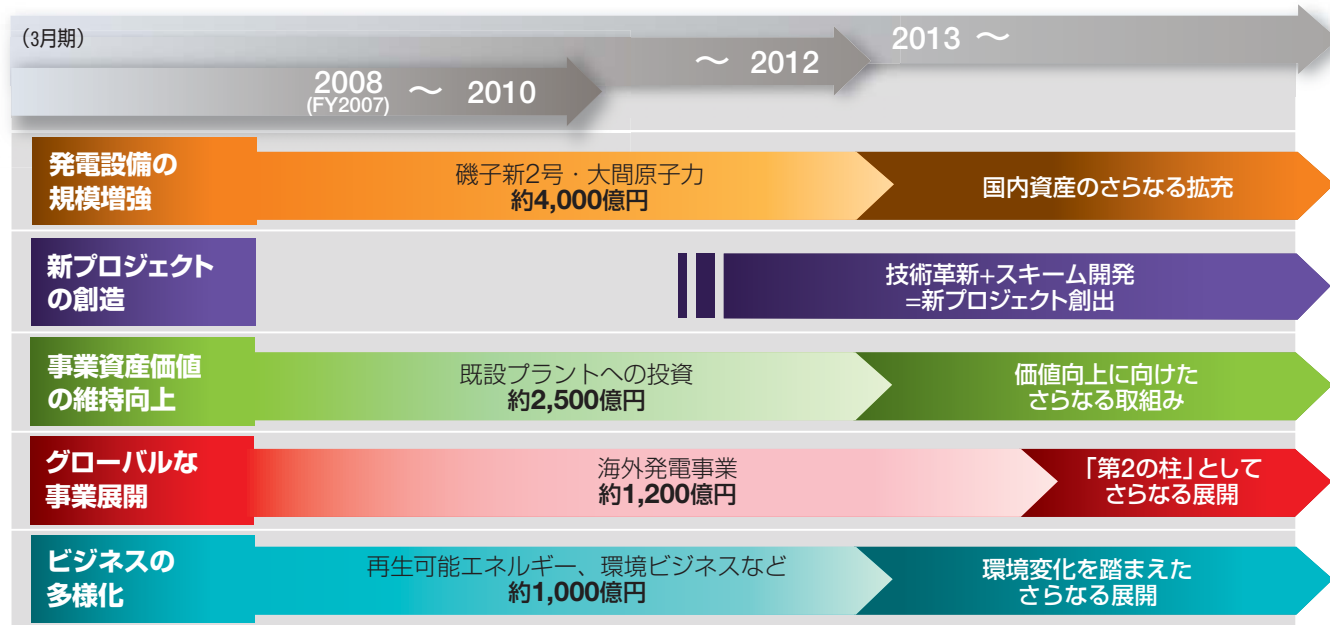 (3月期)
2008 ～ 2010
(FY2007)
～ 2012
2013 ～
発電設備の
規模増強
磯子新2号・大間原子力
約4,000億円
国内資産のさらなる拡充
新プロジェクト
の創造
技術革新+スキーム開発
=新プロジェクト創出
事業資産価値
の維持向上
既設プラントへの投資
約2,500億円
価値向上に向けた
さらなる取組み
グローバルな
事業展開
海外発電事業
約1,200億円
「第2の柱」として
さらなる展開
ビジネスの
多様化
再生可能エネルギー、環境ビジネスなど
約1,000億円
環境変化を踏まえた
さらなる展開